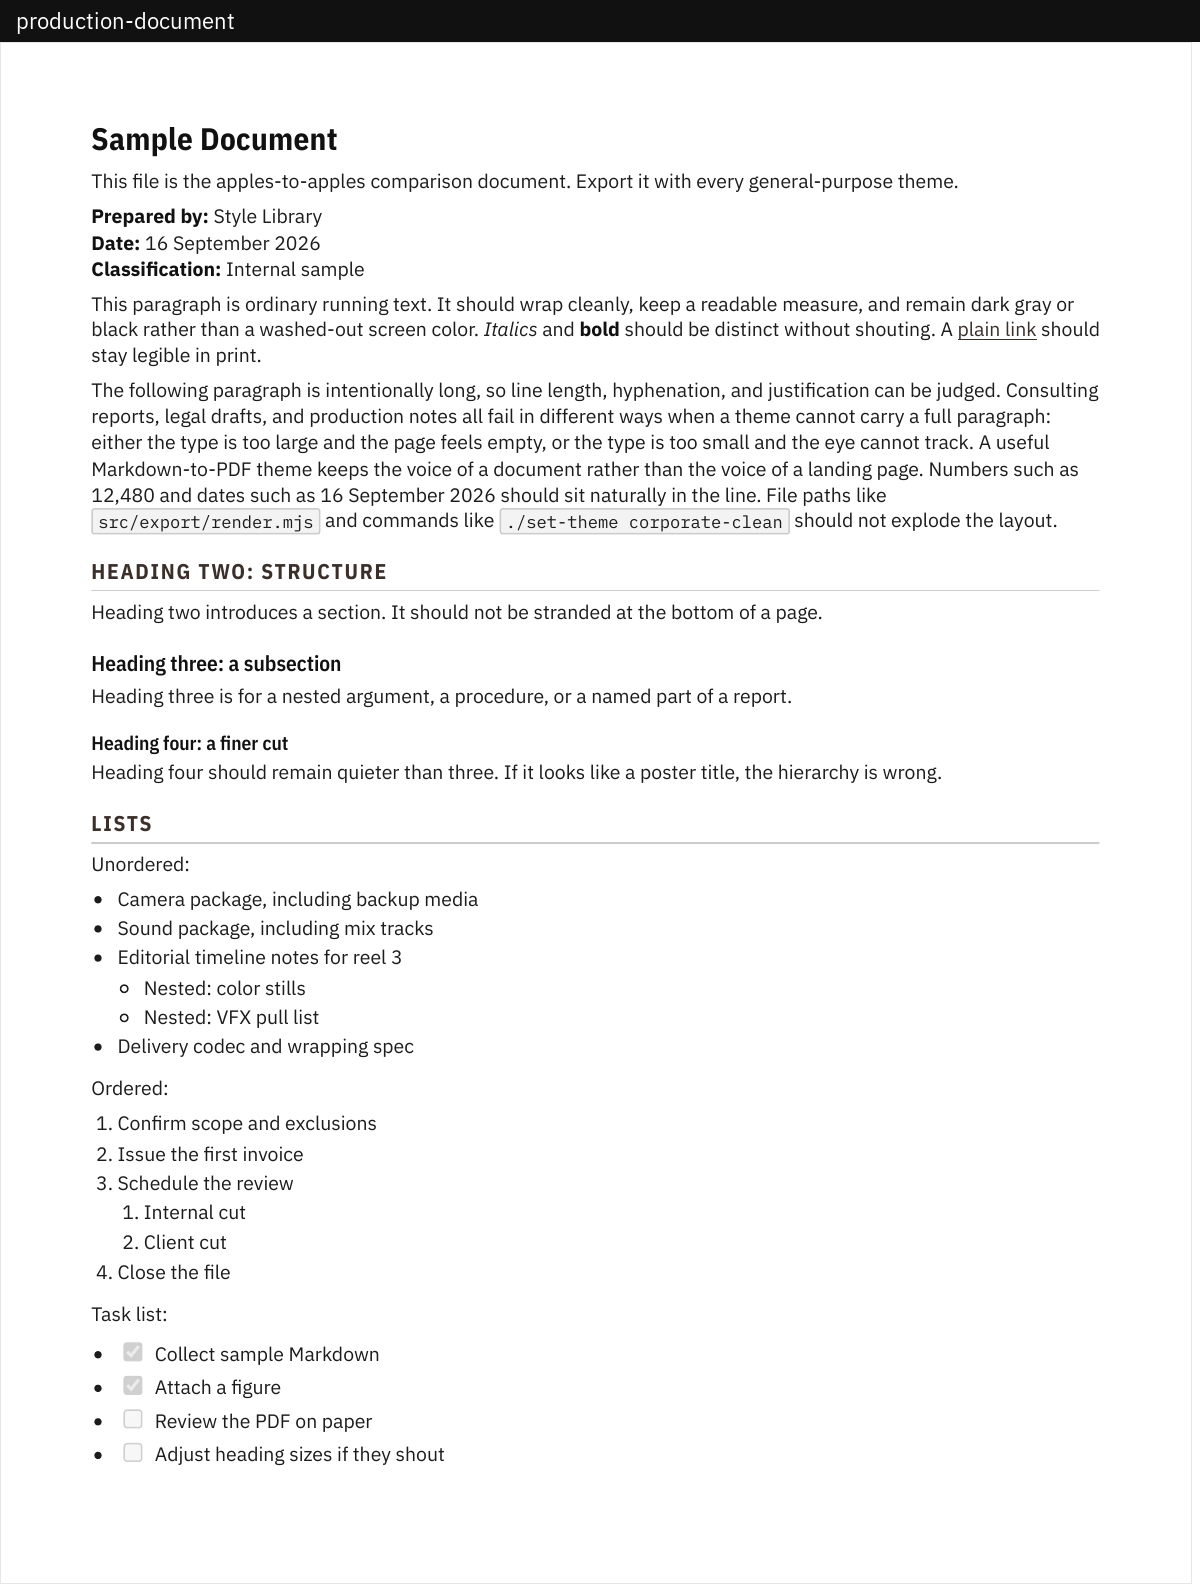 production-document
Sample Document
This file is the apples-to-apples comparison document. Export it with every general-purpose theme.
Prepared by: Style Library
Date: 16 September 2026
Classification: Internal sample
This paragraph is ordinary running text. It should wrap cleanly, keep a readable measure, and remain dark gray or
black rather than a washed-out screen color. Italics and bold should be distinct without shouting. A plain link should
stay legible in print.
The following paragraph is intentionally long, so line length, hyphenation, and justification can be judged. Consulting
reports, legal drafts, and production notes all fail in different ways when a theme cannot carry a full paragraph:
either the type is too large and the page feels empty, or the type is too small and the eye cannot track. A useful
Markdown-to-PDF theme keeps the voice of a document rather than the voice of a landing page. Numbers such as
12,480 and dates such as 16 September 2026 should sit naturally in the line. File paths like
src/export/render.mjs and commands like ./set-theme corporate-clean should not explode the layout.
HEADING TWO: STRUCTURE
Heading two introduces a section. It should not be stranded at the bottom of a page.
Heading three: a subsection
Heading three is for a nested argument, a procedure, or a named part of a report.
Heading four: a finer cut
Heading four should remain quieter than three. If it looks like a poster title, the hierarchy is wrong.
LISTS
Unordered:
• Camera package, including backup media
• Sound package, including mix tracks
• Editorial timeline notes for reel 3
◦ Nested: color stills
◦ Nested: VFX pull list
• Delivery codec and wrapping spec
Ordered:
1. Confirm scope and exclusions
2. Issue the first invoice
3. Schedule the review
1. Internal cut
2. Client cut
4. Close the file
Task list:
• Collect sample Markdown
• Attach a figure
• Review the PDF on paper
• Adjust heading sizes if they shout